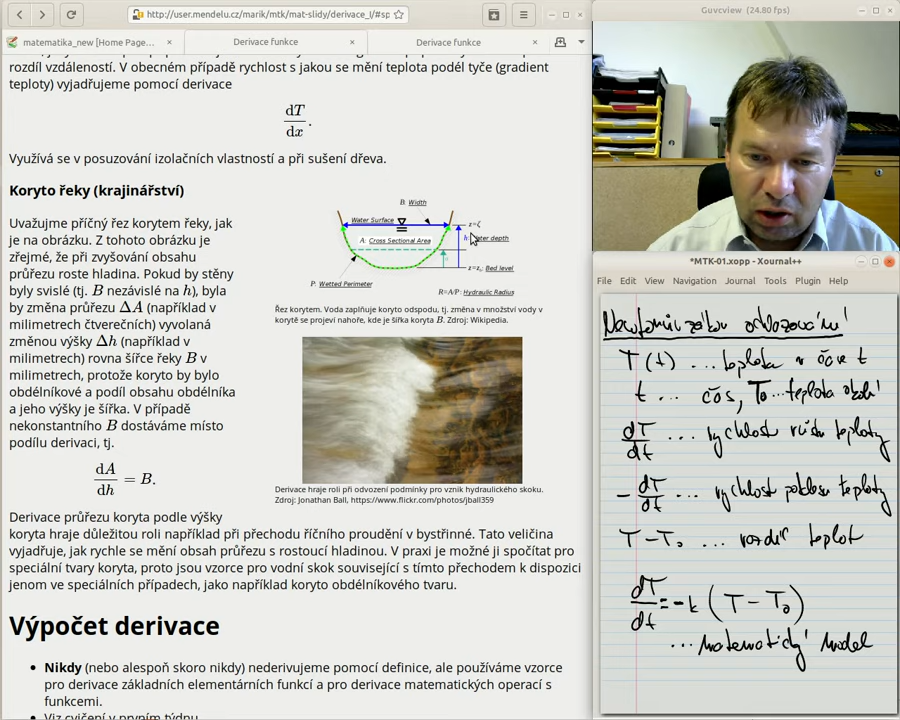 http://user.mendelu.cz/marik/mtk/mat-slidy/derivace_I/#sp
Guvcview (24.80 fps)
matematika_new [Home Page...
Derivace funkce
Derivace funkce
rozdíl vzdáleností. V obecném případě rychlost s jakou se mění teplota podél tyče (gradient
teploty) vyjadřujeme pomocí derivace
dT
dx .
Využívá se v posuzování izolačních vlastností a při sušení dřeva.
Koryto řeky (krajinářství)
Uvažujme příčný řez korytem řeky, jak
je na obrázku. Z tohoto obrázku je
zřejmé, že při zvyšování obsahu
průřezu roste hladina. Pokud by stěny
byly svislé (tj. B nezávislé na h), byla
by změna průřezu ΔA (například v
milimetrech čtverečních) vyvolaná
změnou výšky Δh (například v
milimetrech) rovna šířce řeky B v
milimetrech, protože koryto by bylo
obdélníkové a podíl obsahu obdélníka
a jeho výšky je šířka. V případě
nekonstantního B dostáváme místo
podílu derivaci, tj.
dA
dh = B.
B: Width
Water Surface
z=ζ
h:
ater depth
A: Cross Sectional Area
z=z₀: Bed level
P: Wetted Perimeter
R=A/P: Hydraulic Radius
Řez korytem. Voda zaplňuje koryto odspodu, tj. změna v množství vody v
korytě se projeví nahoře, kde je šířka koryta B. Zdroj: Wikipedia.
Derivace hraje roli při odvození podmínky pro vznik hydraulického skoku.
Zdroj: Jonathan Ball, https://www.flickr.com/photos/jball359
Derivace průřezu koryta podle výšky
koryta hraje důležitou roli například při přechodu říčního proudění v bystřinné. Tato veličina
vyjadřuje, jak rychle se mění obsah průřezu s rostoucí hladinou. V praxi je možné ji spočítat pro
speciální tvary koryta, proto jsou vzorce pro vodní skok související s tímto přechodem k dispozici
jenom ve speciálních případech, jako například koryto obdélníkového tvaru.
Výpočet derivace
Nikdy (nebo alespoň skoro nikdy) nederivujeme pomocí definice, ale používáme vzorce
pro derivace základních elementárních funkcí a pro derivace matematických operací s
funkcemi.
Viz cvičení v prvním týdnu.
*MTK-01.xopp - Xournal++
File Edit View Navigation Journal Tools Plugin Help
Newtonův zákon ochlazování
T(t) ... teplota v čase t
t ... čas, T₀ ... teplota okolí
dT/dt ... rychlost růstu teploty
- dT/dt ... rychlost poklesu teploty
T - T₀ ... rozdíl teplot
dT/dt = -k (T - T₀)
... matematický model